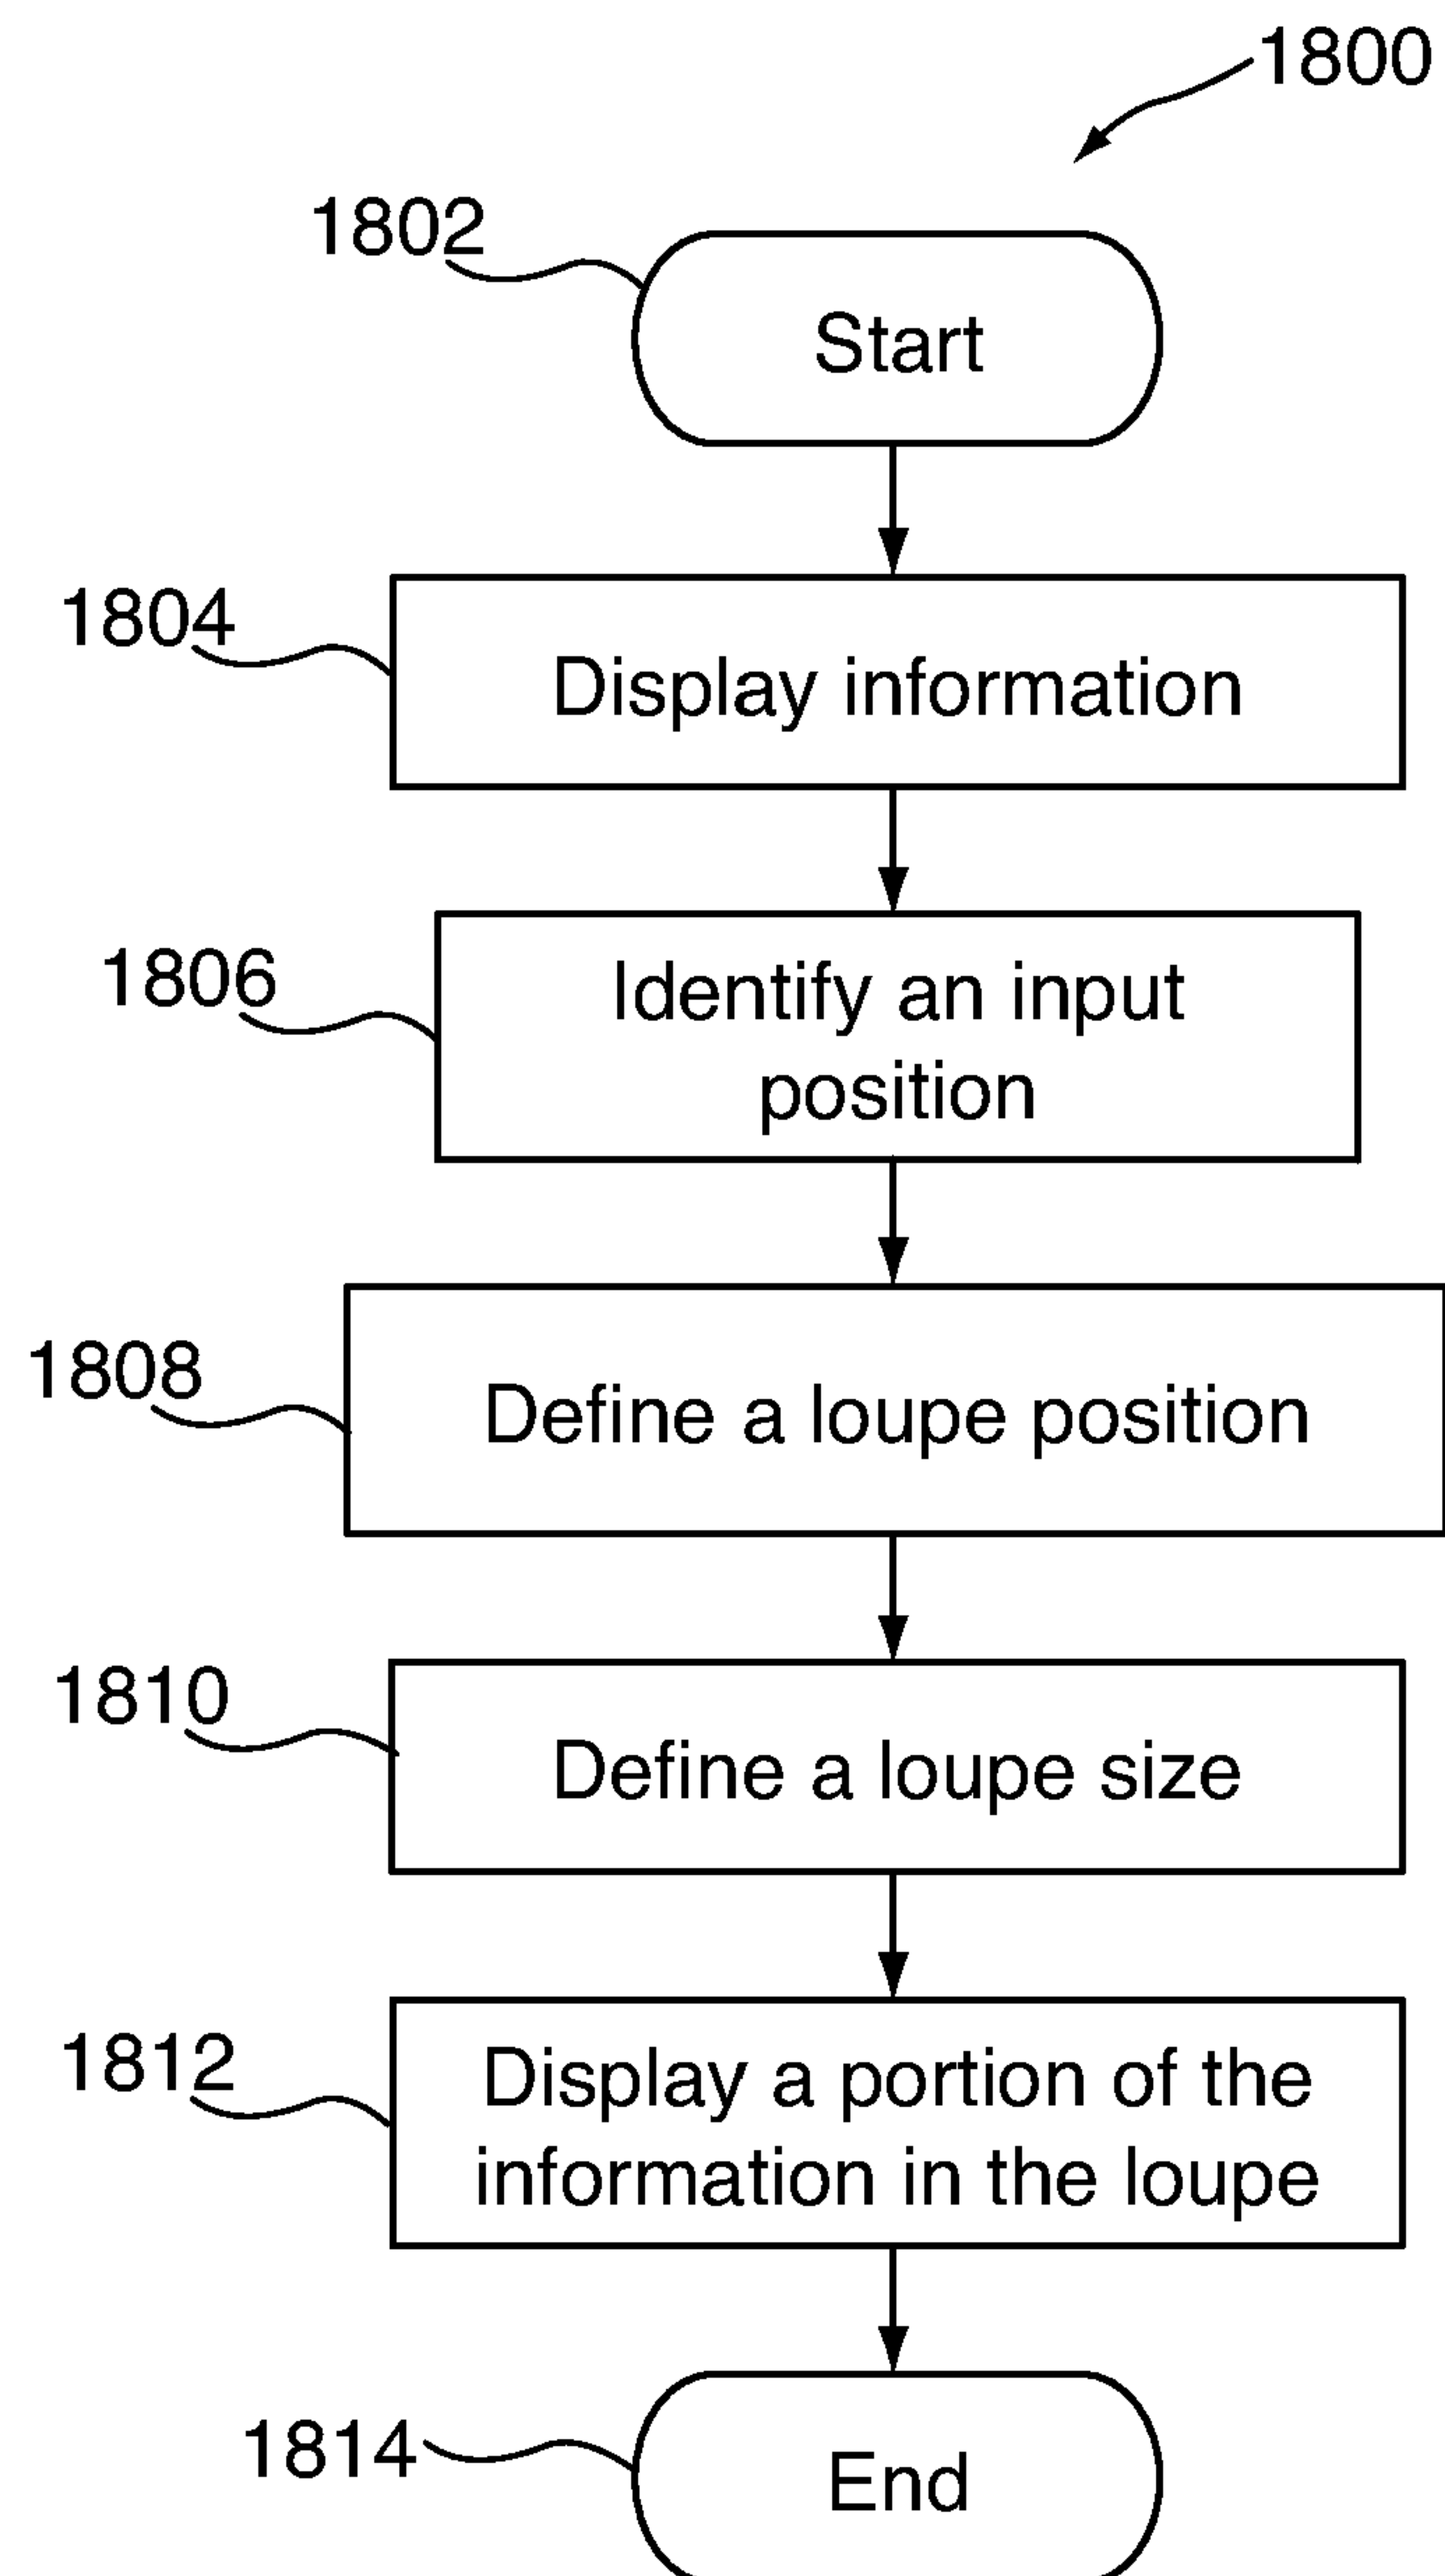 1800
1802
Start
1804
Display information
1806
Identify an input
position
1808
Define a loupe position
1810
Define a loupe size
1812
Display a portion of the
information in the loupe
1814
End